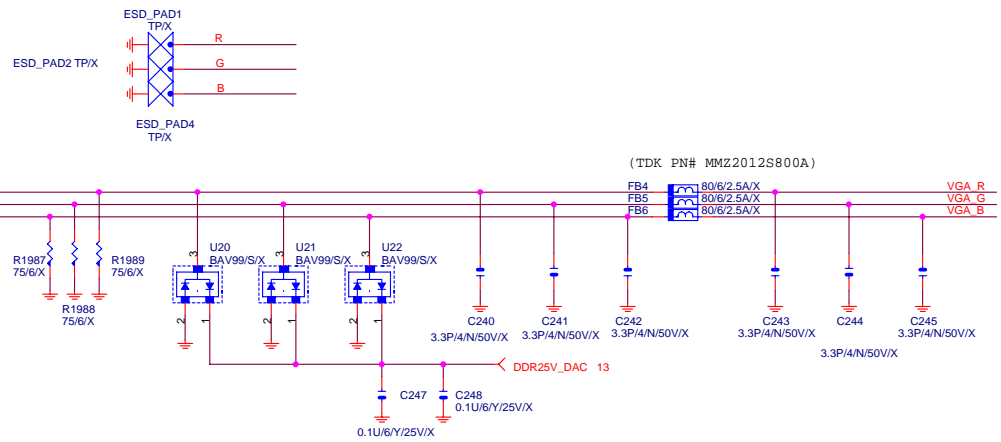 ESD_PAD1
TP/X
R
ESD_PAD2 TP/X
G
B
ESD_PAD4
TP/X
(TDK PN# MMZ2012S800A)
FB4 80/6/2.5A/X VGA_R
FB5 80/6/2.5A/X VGA_G
FB6 80/6/2.5A/X VGA_B
R1987
75/6/X
R1989
75/6/X
R1988
75/6/X
3 U20
BAV99/S/X
3 U21
BAV99/S/X
3 U22
BAV99/S/X
2 1 2 1 2 1
C240
3.3P/4/N/50V/X
C241
3.3P/4/N/50V/X
C242
3.3P/4/N/50V/X
C243
3.3P/4/N/50V/X
C244
3.3P/4/N/50V/X
C245
3.3P/4/N/50V/X
DDR25V_DAC 13
C247
0.1U/6/Y/25V/X
C248
0.1U/6/Y/25V/X